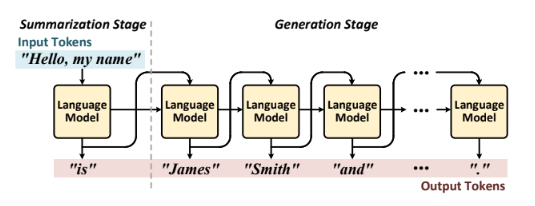 Summarization Stage
Generation Stage
Input Tokens
"Hello, my name"
Language Model
Language Model
Language Model
Language Model
•••
•••
Language Model
"is"
"James"
"Smith"
"and"
•••
"."
Output Tokens